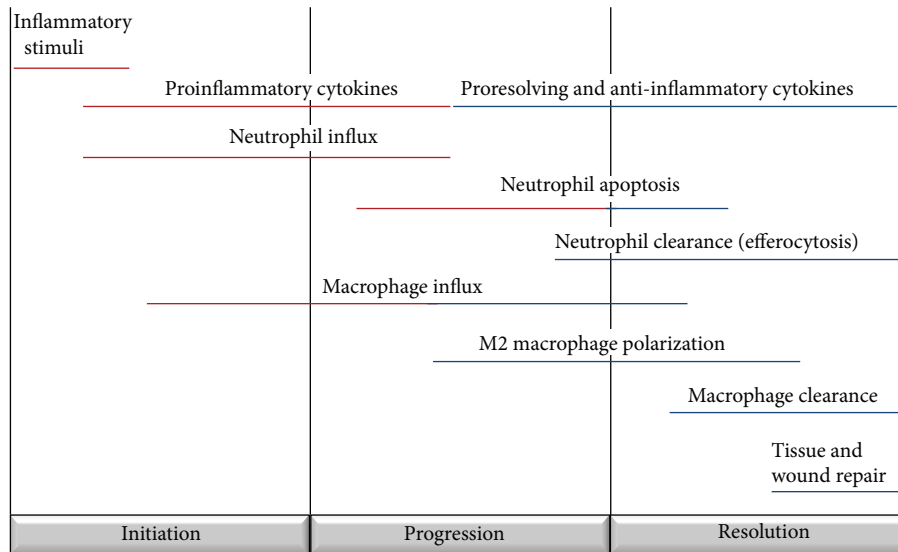 Inflammatory
stimuli
Proinflammatory cytokines
Proresolving and anti-inflammatory cytokines
Neutrophil influx
Neutrophil apoptosis
Neutrophil clearance (efferocytosis)
Macrophage influx
M2 macrophage polarization
Macrophage clearance
Tissue and
wound repair
Initiation
Progression
Resolution